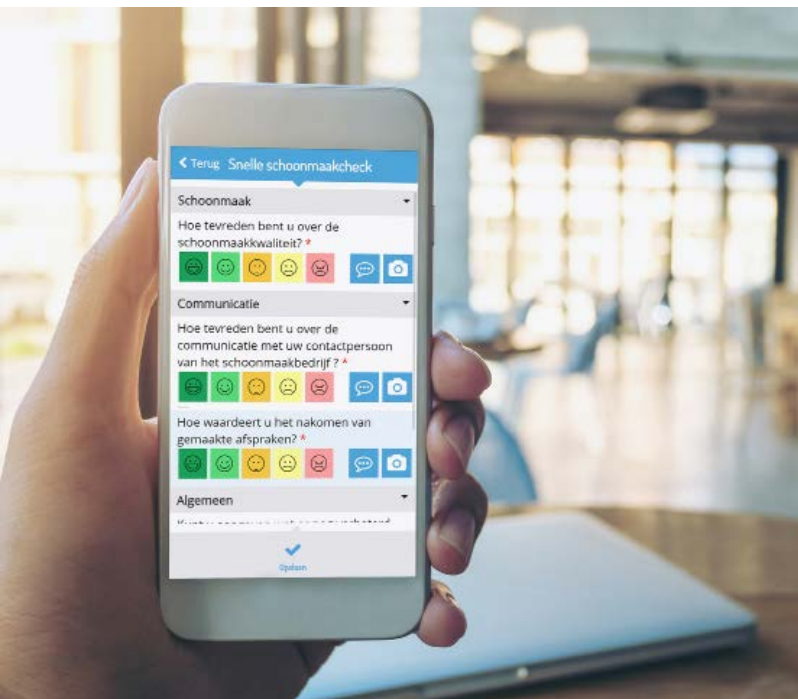 Terug Snelle schoonmaakcheck
Schoonmaak
Hoe tevreden bent u over de
schoonmaakkwaliteit? *
Communicatie
Hoe tevreden bent u over de
communicatie met uw contactpersoon
van het schoonmaakbedrijf ? *
Hoe waardeert u het nakomen van
gemaakte afspraken? *
Algemeen